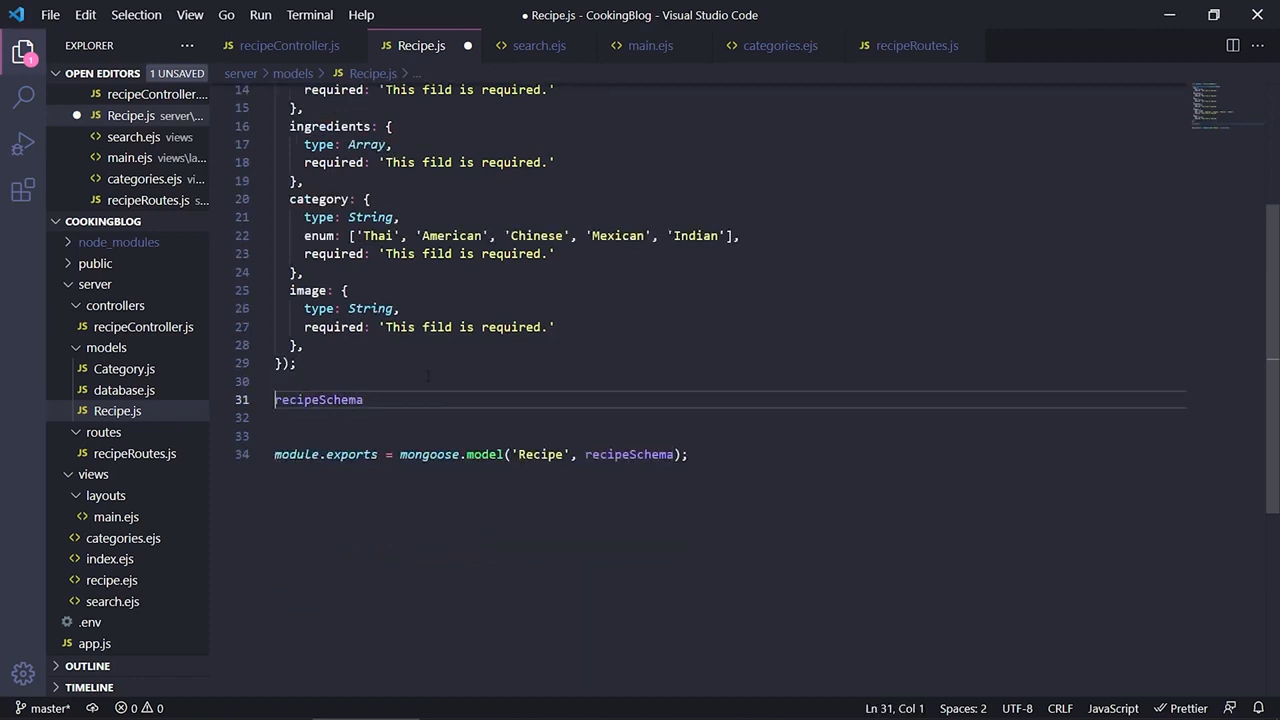 File Edit Selection View Go Run Terminal Help ● Recipe.js - CookingBlog - Visual Studio Code
EXPLORER ···
JS recipeController.js JS Recipe.js ● <> search.ejs <> main.ejs <> categories.ejs JS recipeRoutes.js ···
OPEN EDITORS 1 UNSAVED
JS recipeController....
● JS Recipe.js server\...
<> search.ejs views
<> main.ejs views\la...
<> categories.ejs vi...
JS recipeRoutes.js s...
COOKINGBLOG
node_modules
public
server
controllers
JS recipeController.js
models
JS Category.js
JS database.js
JS Recipe.js
routes
JS recipeRoutes.js
views
layouts
<> main.ejs
<> categories.ejs
<> index.ejs
<> recipe.ejs
<> search.ejs
.env
JS app.js
OUTLINE
TIMELINE
1
server > models > JS Recipe.js > ...
14 required: 'This fild is required.'
15 },
16 ingredients: {
17 type: Array,
18 required: 'This fild is required.'
19 },
20 category: {
21 type: String,
22 enum: ['Thai', 'American', 'Chinese', 'Mexican', 'Indian'],
23 required: 'This fild is required.'
24 },
25 image: {
26 type: String,
27 required: 'This fild is required.'
28 },
29 });
30
31 recipeSchema
32
33
34 module.exports = mongoose.model('Recipe', recipeSchema);
master* 0 0 Ln 31, Col 1 Spaces: 2 UTF-8 CRLF JavaScript Prettier